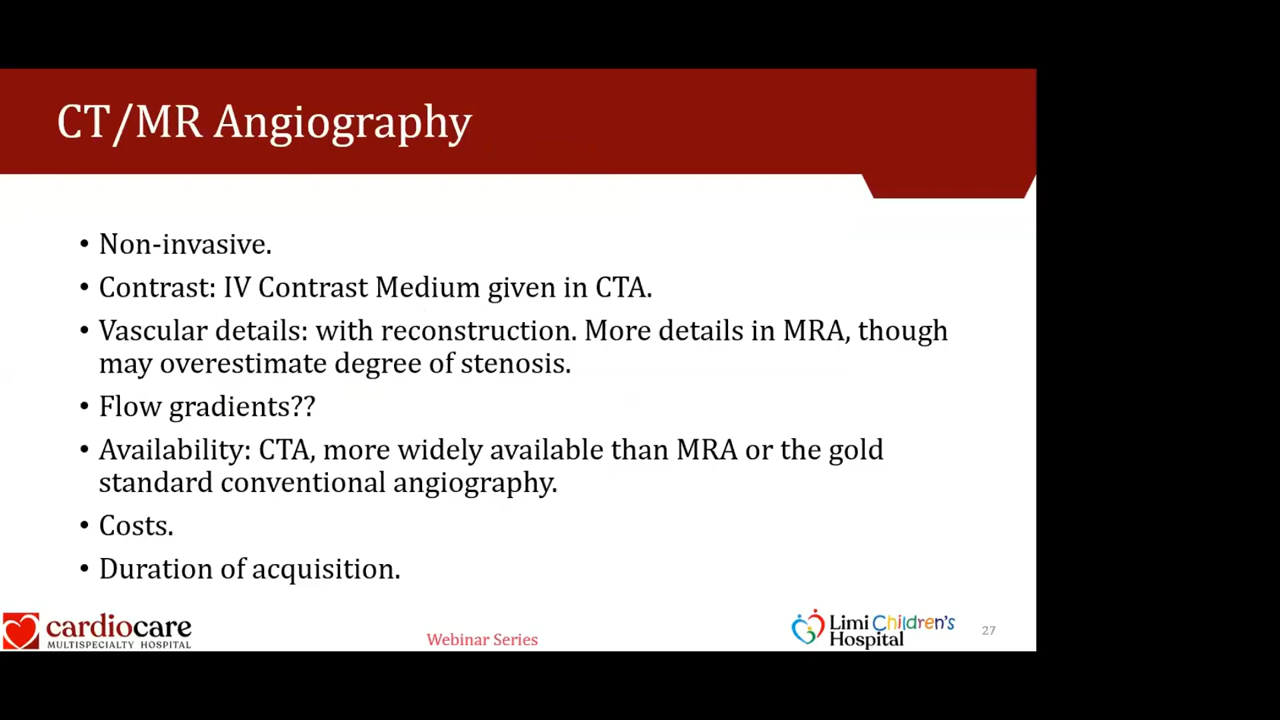 CT/MR Angiography
• Non-invasive.
• Contrast: IV Contrast Medium given in CTA.
• Vascular details: with reconstruction. More details in MRA, though
may overestimate degree of stenosis.
• Flow gradients??
• Availability: CTA, more widely available than MRA or the gold
standard conventional angiography.
• Costs.
• Duration of acquisition.
cardiocare
MULTISPECIALTY HOSPITAL
Webinar Series
Limi Children's
Hospital
27